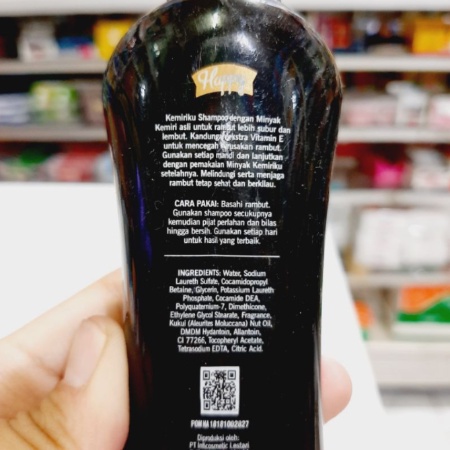 Happy
Kemiriku Shampoo dengan Minyak
Kemiri asli untuk rambut lebih subur dan
lembut. Kandungan ekstra Vitamin E
untuk mencegah kerusakan rambut.
Gunakan setiap mandi dan lanjutkan
dengan pemakaian Minyak Kemiriku
setelahnya. Melindungi serta menjaga
rambut tetap sehat dan berkilau.
CARA PAKAI: Basahi rambut.
Gunakan shampoo secukupnya
kemudian pijat perlahan dan bilas
hingga bersih. Gunakan setiap hari
untuk hasil yang terbaik.
INGREDIENTS: Water, Sodium
Laureth Sulfate, Cocamidopropyl
Betaine, Glycerin, Potassium Laureth
Phosphate, Cocamide DEA,
Polyquaternium-7, Dimethicone,
Ethylene Glycol Stearate, Fragrance,
Kukui (Aleurites Moluccana) Nut Oil,
DMDM Hydantoin, Allantoin,
CI 77266, Tocopheryl Acetate,
Tetrasodium EDTA, Citric Acid.
POM NA18181002827
Diproduksi oleh:
PT Inticosmetic Lestari